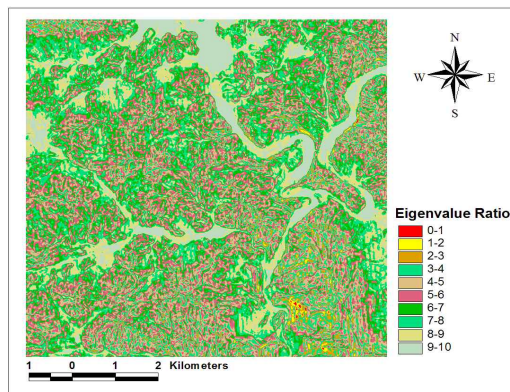 N
W E
S
Eigenvalue Ratio
0-1
1-2
2-3
3-4
4-5
5-6
6-7
7-8
8-9
9-10
1 0 1 2 Kilometers